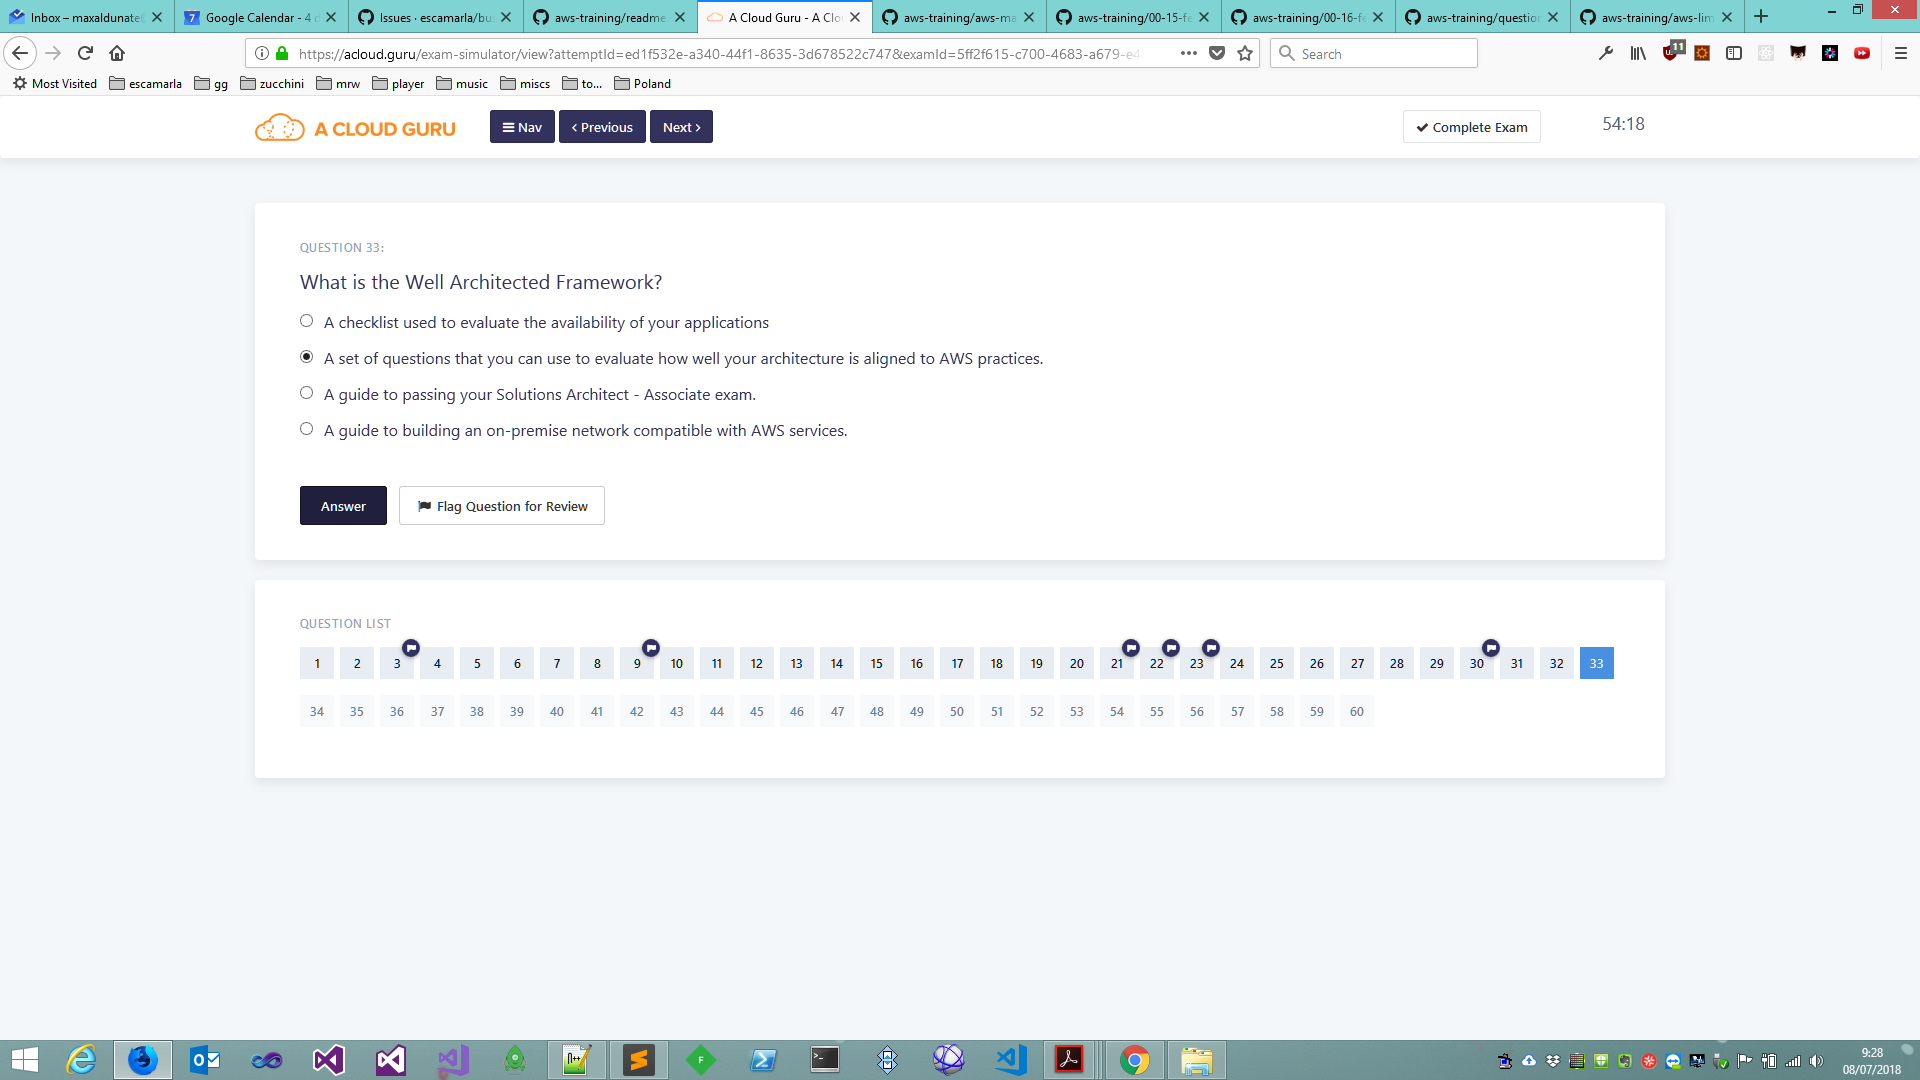 Inbox – maxaldunate
Google Calendar - 4
Issues · escamarla/bu
aws-training/readme.
A Cloud Guru - A Clo
aws-training/aws-ma
aws-training/00-15-fe
aws-training/00-16-fe
aws-training/question
aws-training/aws-lim
https://acloud.guru/exam-simulator/view?attemptId=ed1f532e-a340-44f1-8635-3d678522c747&examId=5ff2f615-c700-4683-a679-e4
Search
11
Most Visited escamarla gg zucchini mrw player music miscs to... Poland
A CLOUD GURU
Nav
Previous
Next
Complete Exam
54:18
QUESTION 33:
What is the Well Architected Framework?
A checklist used to evaluate the availability of your applications
A set of questions that you can use to evaluate how well your architecture is aligned to AWS practices.
A guide to passing your Solutions Architect - Associate exam.
A guide to building an on-premise network compatible with AWS services.
Answer
Flag Question for Review
QUESTION LIST
1 2 3 4 5 6 7 8 9 10 11 12 13 14 15 16 17 18 19 20 21 22 23 24 25 26 27 28 29 30 31 32 33
34 35 36 37 38 39 40 41 42 43 44 45 46 47 48 49 50 51 52 53 54 55 56 57 58 59 60
9:28
08/07/2018